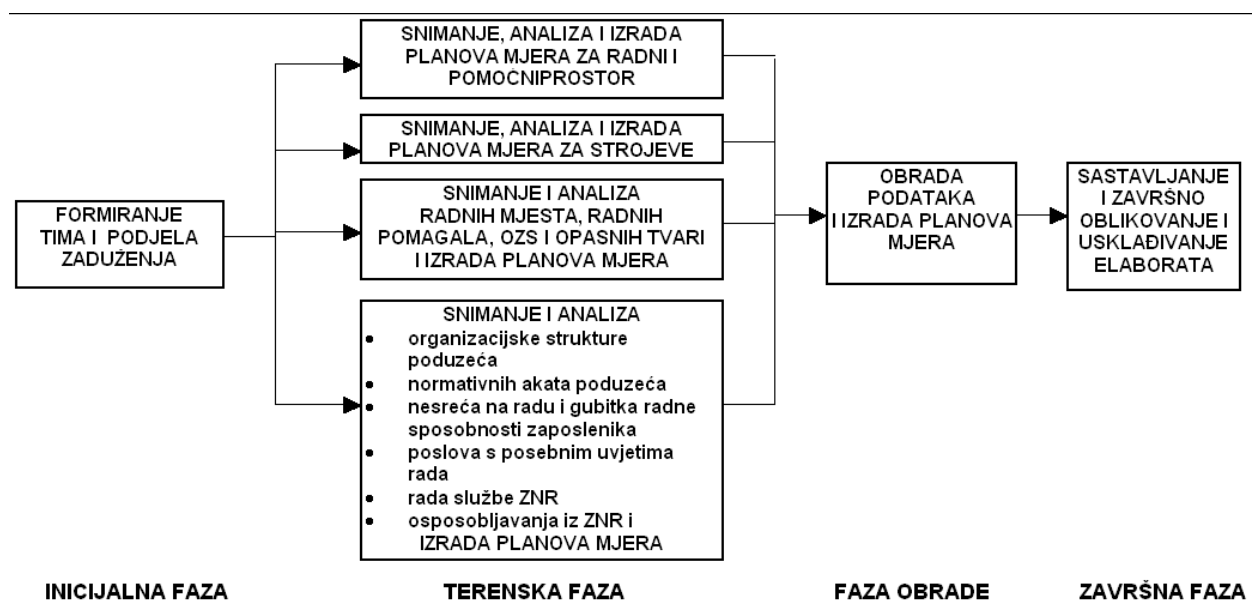 FORMIRANJE
TIMA I PODJELA
ZADUŽENJA
SNIMANJE, ANALIZA I IZRADA
PLANOVA MJERA ZA RADNI I
POMOĆNIPROSTOR
SNIMANJE, ANALIZA I IZRADA
PLANOVA MJERA ZA STROJEVE
SNIMANJE I ANALIZA
RADNIH MJESTA, RADNIH
POMAGALA, OZS I OPASNIH TVARI
I IZRADA PLANOVA MJERA
SNIMANJE I ANALIZA
• organizacijske strukture
poduzeća
• normativnih akata poduzeća
• nesreća na radu i gubitka radne
sposobnosti zaposlenika
• poslova s posebnim uvjetima
rada
• rada službe ZNR
• osposobljavanja iz ZNR i
IZRADA PLANOVA MJERA
OBRADA
PODATAKA
I IZRADA PLANOVA
MJERA
SASTAVLJANJE
I ZAVRŠNO
OBLIKOVANJE I
USKLAĐIVANJE
ELABORATA
INICIJALNA FAZA
TERENSKA FAZA
FAZA OBRADE
ZAVRŠNA FAZA